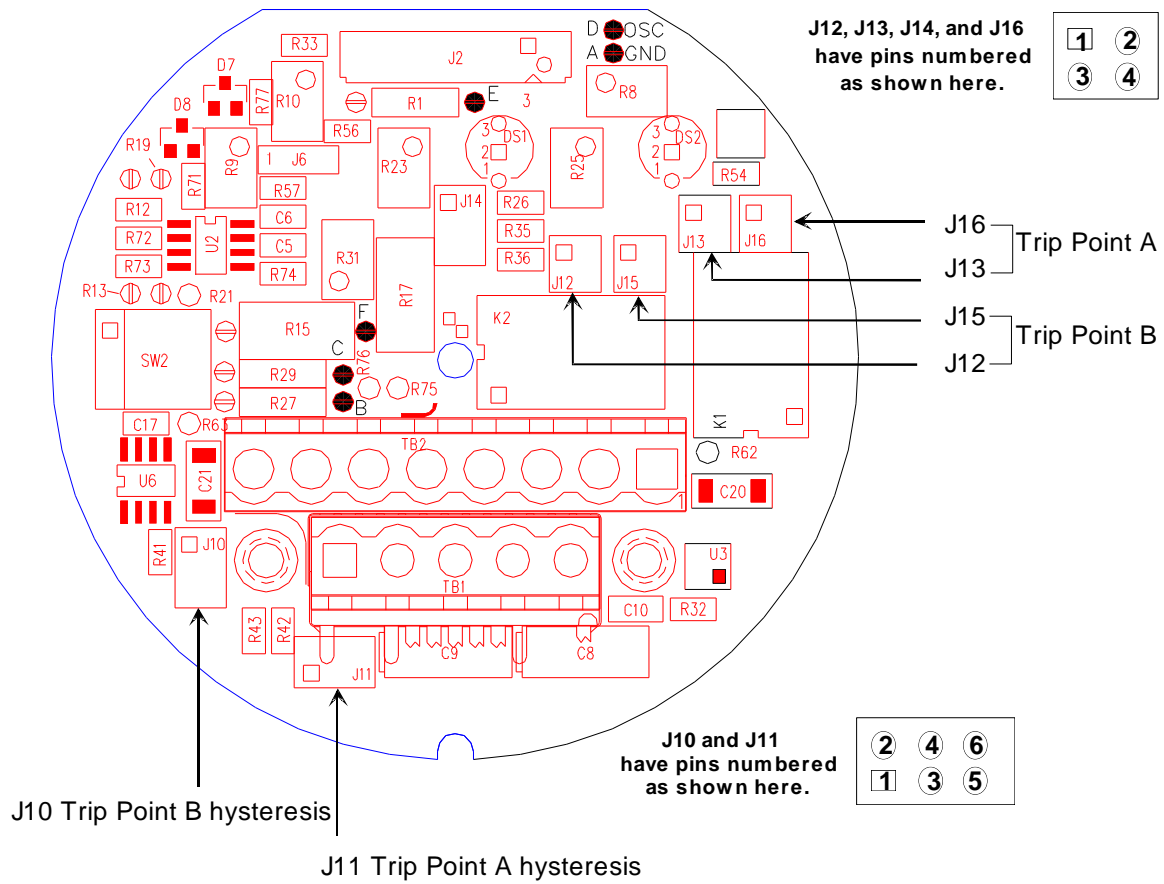 D OSC
A GND
J12, J13, J14, and J16
have pins numbered
as shown here.
1 2
3 4
R33
J2
D7
R77
R10
R1
E
3
R8
D8
R56
R19
R9
1 J6
R23
3
DS1
2
1
R25
3
DS2
2
1
R54
R71
R57
R12
C6
J14
R26
R72
U2
C5
R35
R73
R74
R36
R31
R17
J12
J15
J13
J16
J16
Trip Point A
J13
J15
Trip Point B
J12
R13
R21
F
R15
K2
C
R76
SW2
R29
R75
R27
B
K1
C17
R63
TB2
R62
U6
C21
1
C20
R41
J10
U3
TB1
C10
R32
R43
R42
J11
C9
C8
J10 and J11
have pins numbered
as shown here.
2 4 6
1 3 5
J10 Trip Point B hysteresis
J11 Trip Point A hysteresis